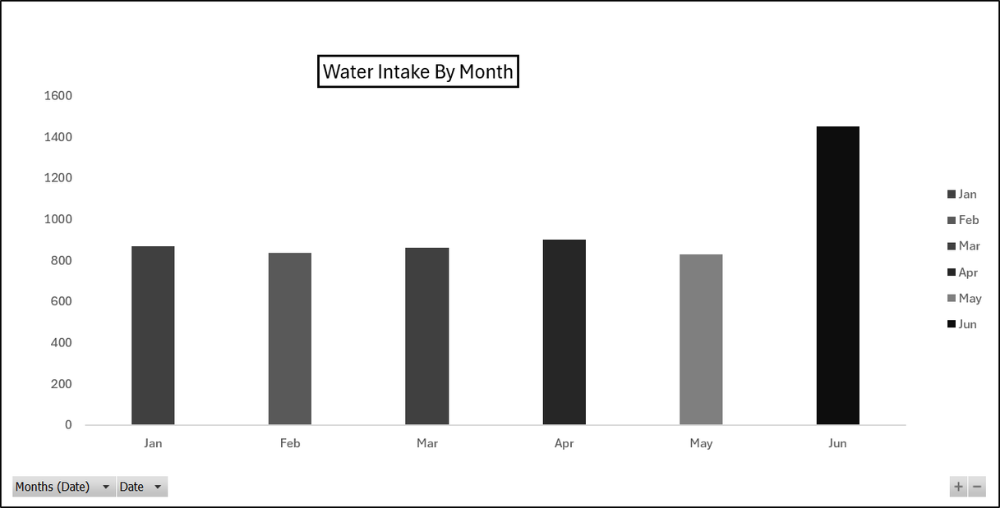 Water Intake By Month
1600
1400
1200
1000
800
600
400
200
0
Jan Feb Mar Apr May Jun
Jan
Feb
Mar
Apr
May
Jun
Months (Date) Date
+ −